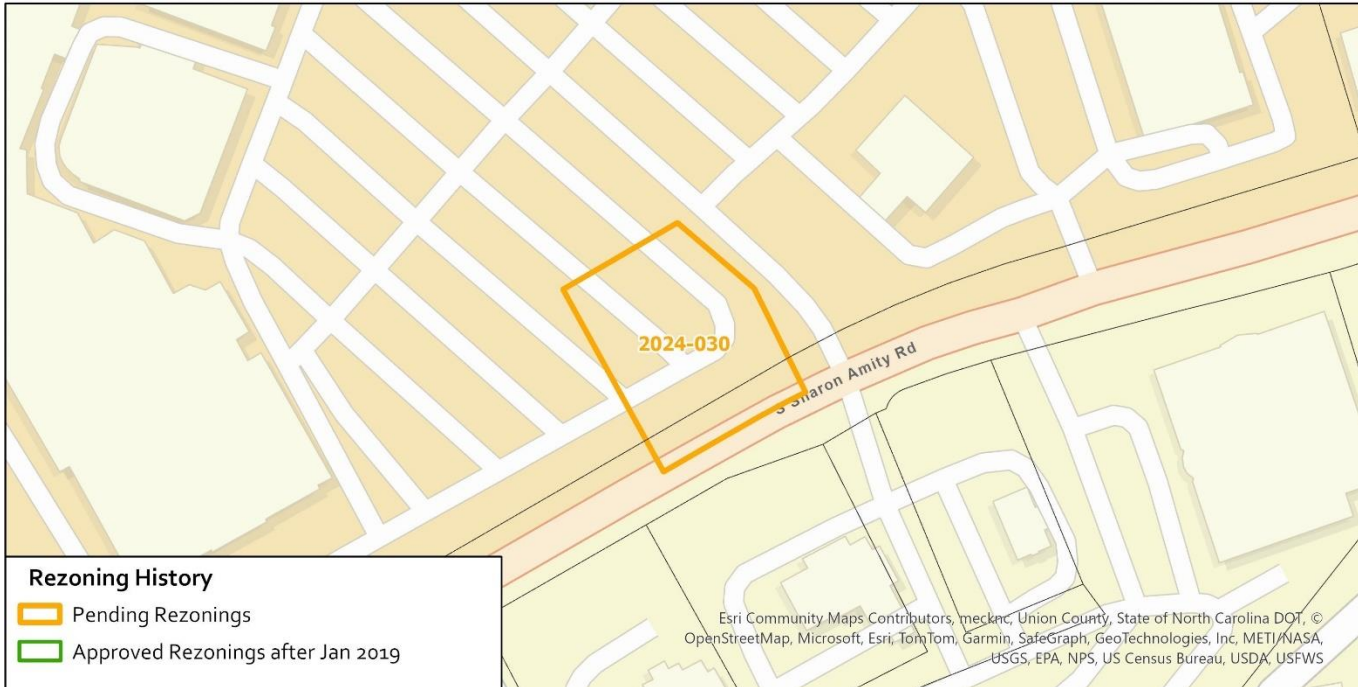 2024-030
S Sharon Amity Rd
Rezoning History
Pending Rezonings
Approved Rezonings after Jan 2019
Esri Community Maps Contributors, mecknc, Union County, State of North Carolina DOT, ©
OpenStreetMap, Microsoft, Esri, TomTom, Garmin, SafeGraph, GeoTechnologies, Inc, METI/NASA,
USGS, EPA, NPS, US Census Bureau, USDA, USFWS